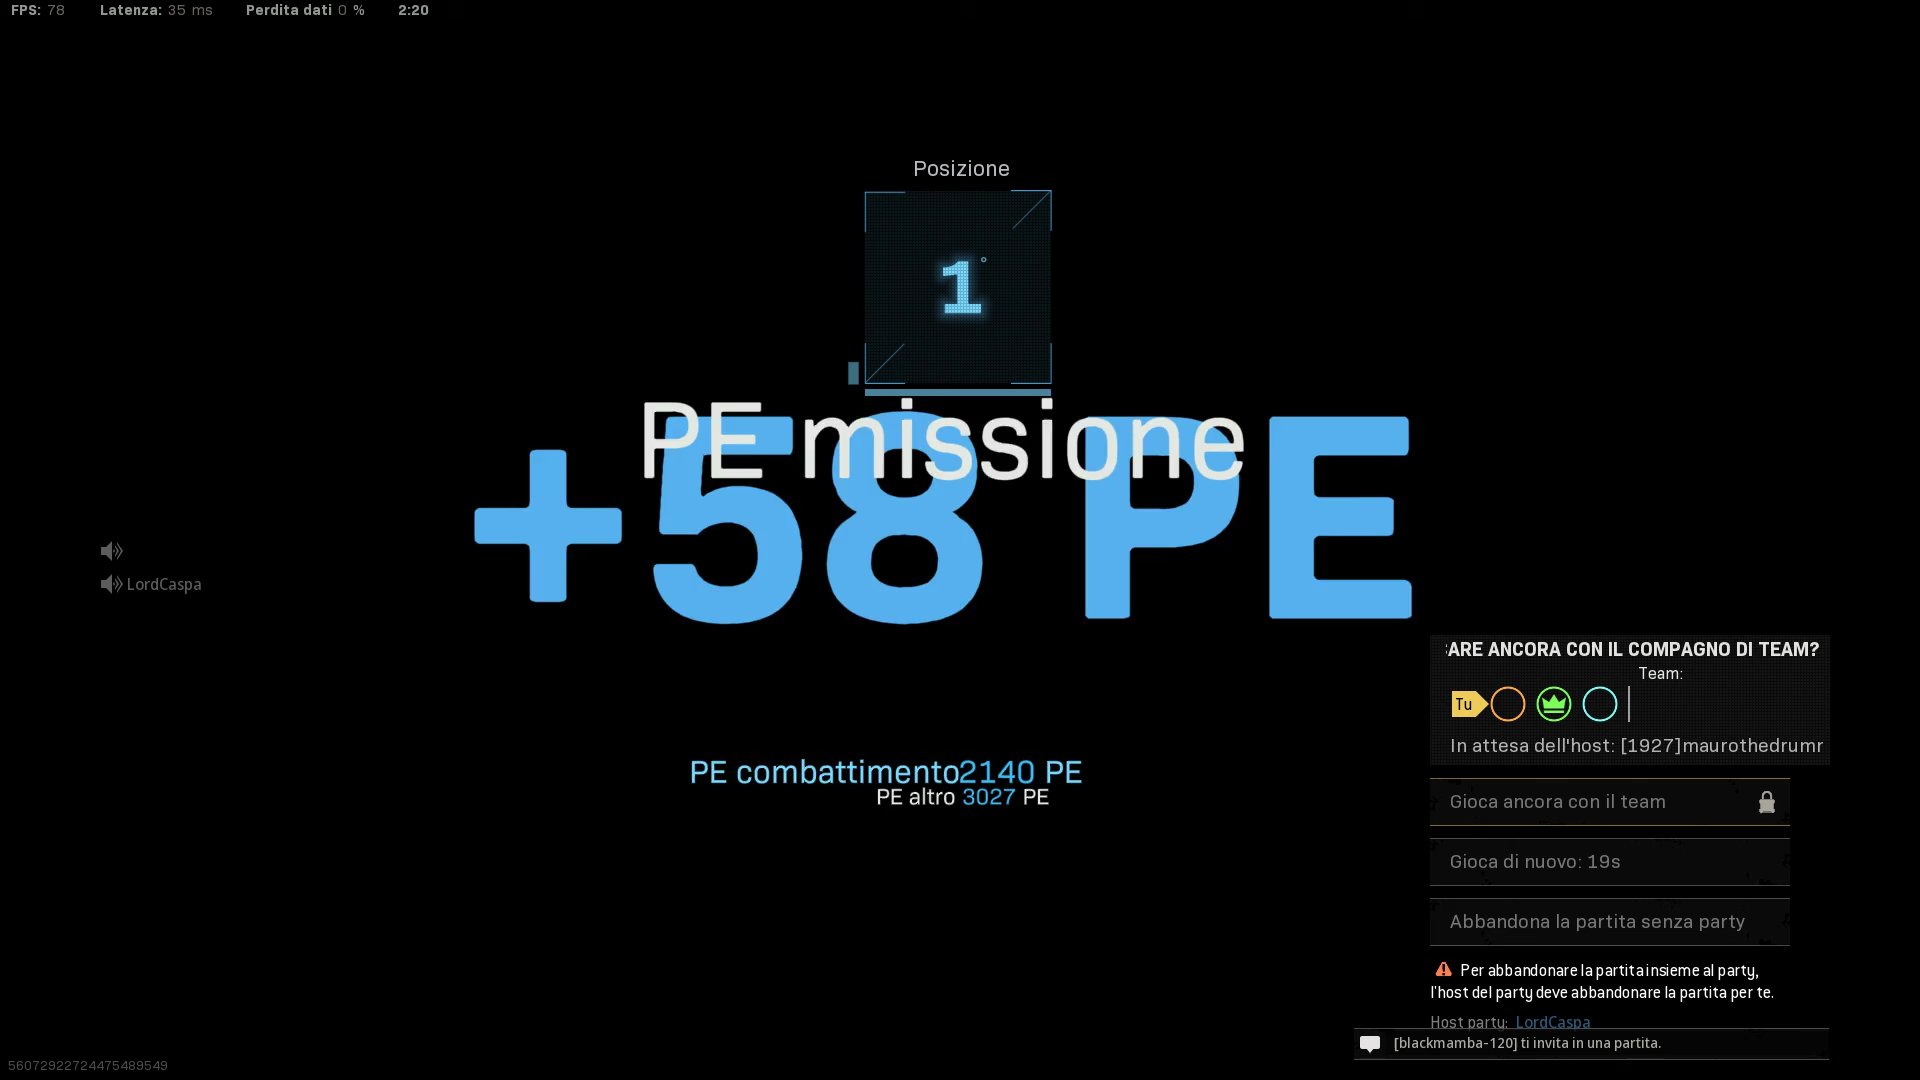 FPS: 78 Latenza: 35 ms Perdita dati 0 % 2:20
Posizione
1°
PE missione
+58 PE
LordCaspa
PE combattimento2140 PE
PE altro 3027 PE
ARE ANCORA CON IL COMPAGNO DI TEAM?
Team:
Tu
In attesa dell'host: [1927]maurothedrumr
Gioca ancora con il team
Gioca di nuovo: 19s
Abbandona la partita senza party
Per abbandonare la partita insieme al party,
l'host del party deve abbandonare la partita per te.
Host party: LordCaspa
[blackmamba-120] ti invita in una partita.
56072922724475489549